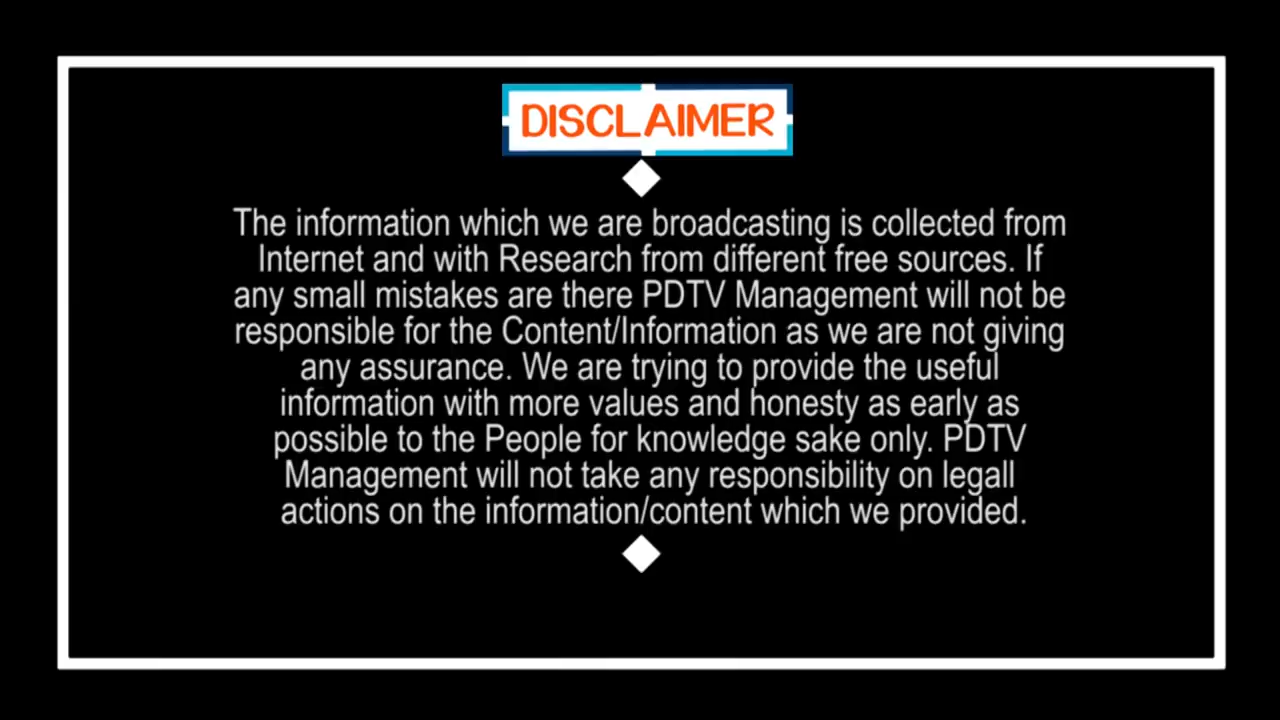 DISCLAIMER
The information which we are broadcasting is collected from
Internet and with Research from different free sources. If
any small mistakes are there PDTV Management will not be
responsible for the Content/Information as we are not giving
any assurance. We are trying to provide the useful
information with more values and honesty as early as
possible to the People for knowledge sake only. PDTV
Management will not take any responsibility on legall
actions on the information/content which we provided.